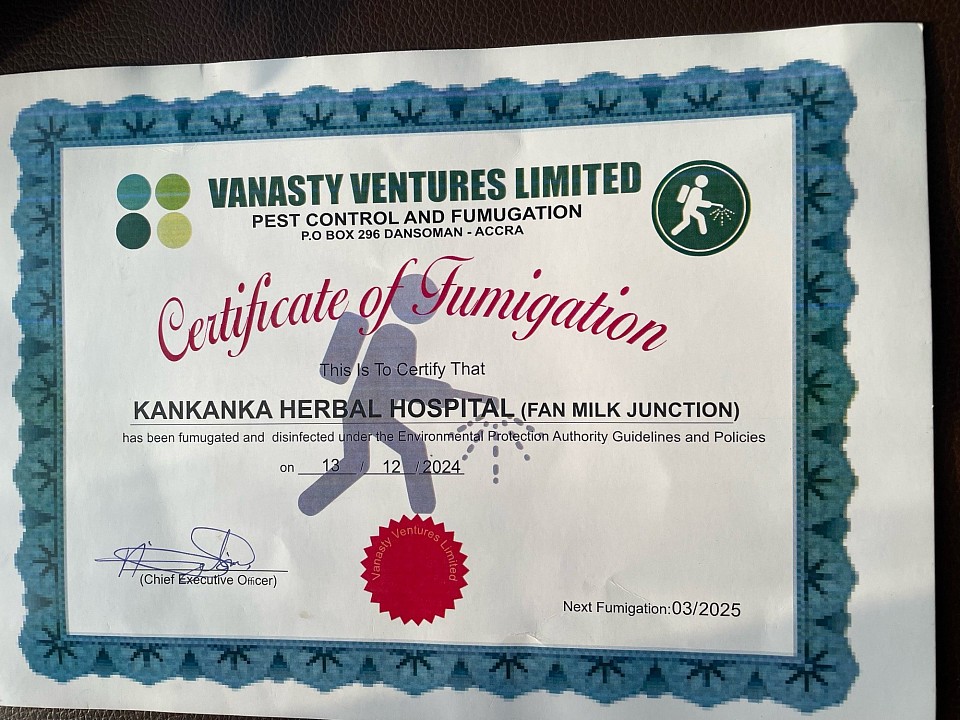 VANASTY VENTURES LIMITED
PEST CONTROL AND FUMUGATION
P.O BOX 296 DANSOMAN - ACCRA
Certificate of Fumigation
This Is To Certify That
KANKANKA HERBAL HOSPITAL (FAN MILK JUNCTION)
has been fumugated and disinfected under the Environmental Protection Authority Guidelines and Policies
on 13 / 12 / 2024
(Chief Executive Officer)
Vanasty Ventures Limited
Next Fumigation:03/2025